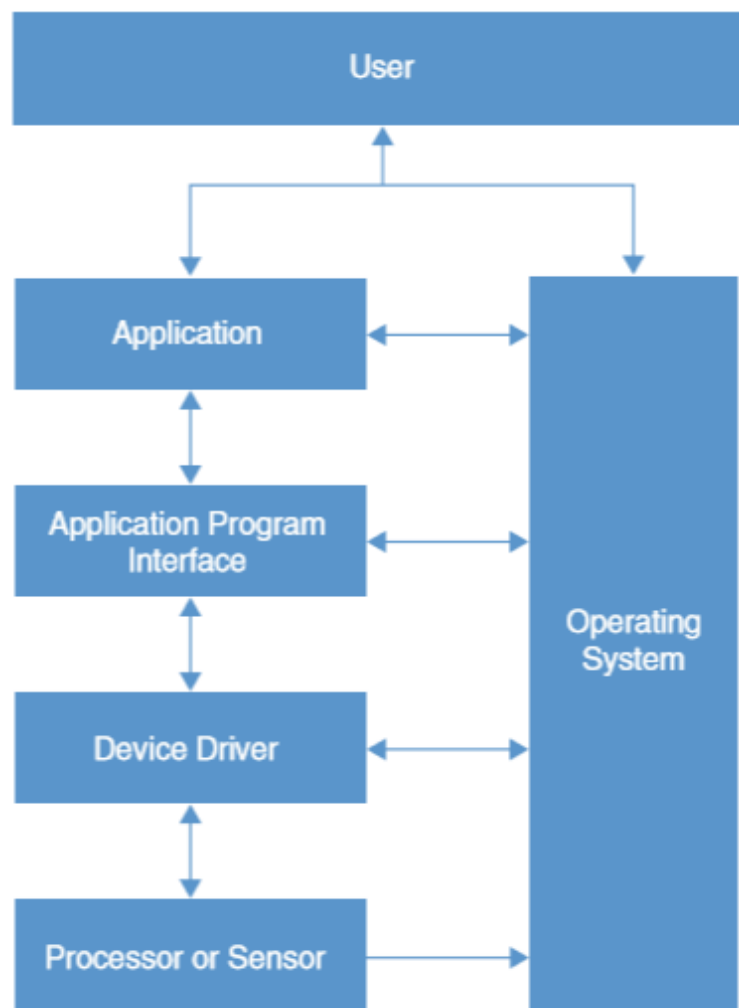 User
Application
Application Program
Interface
Operating
System
Device Driver
Processor or Sensor